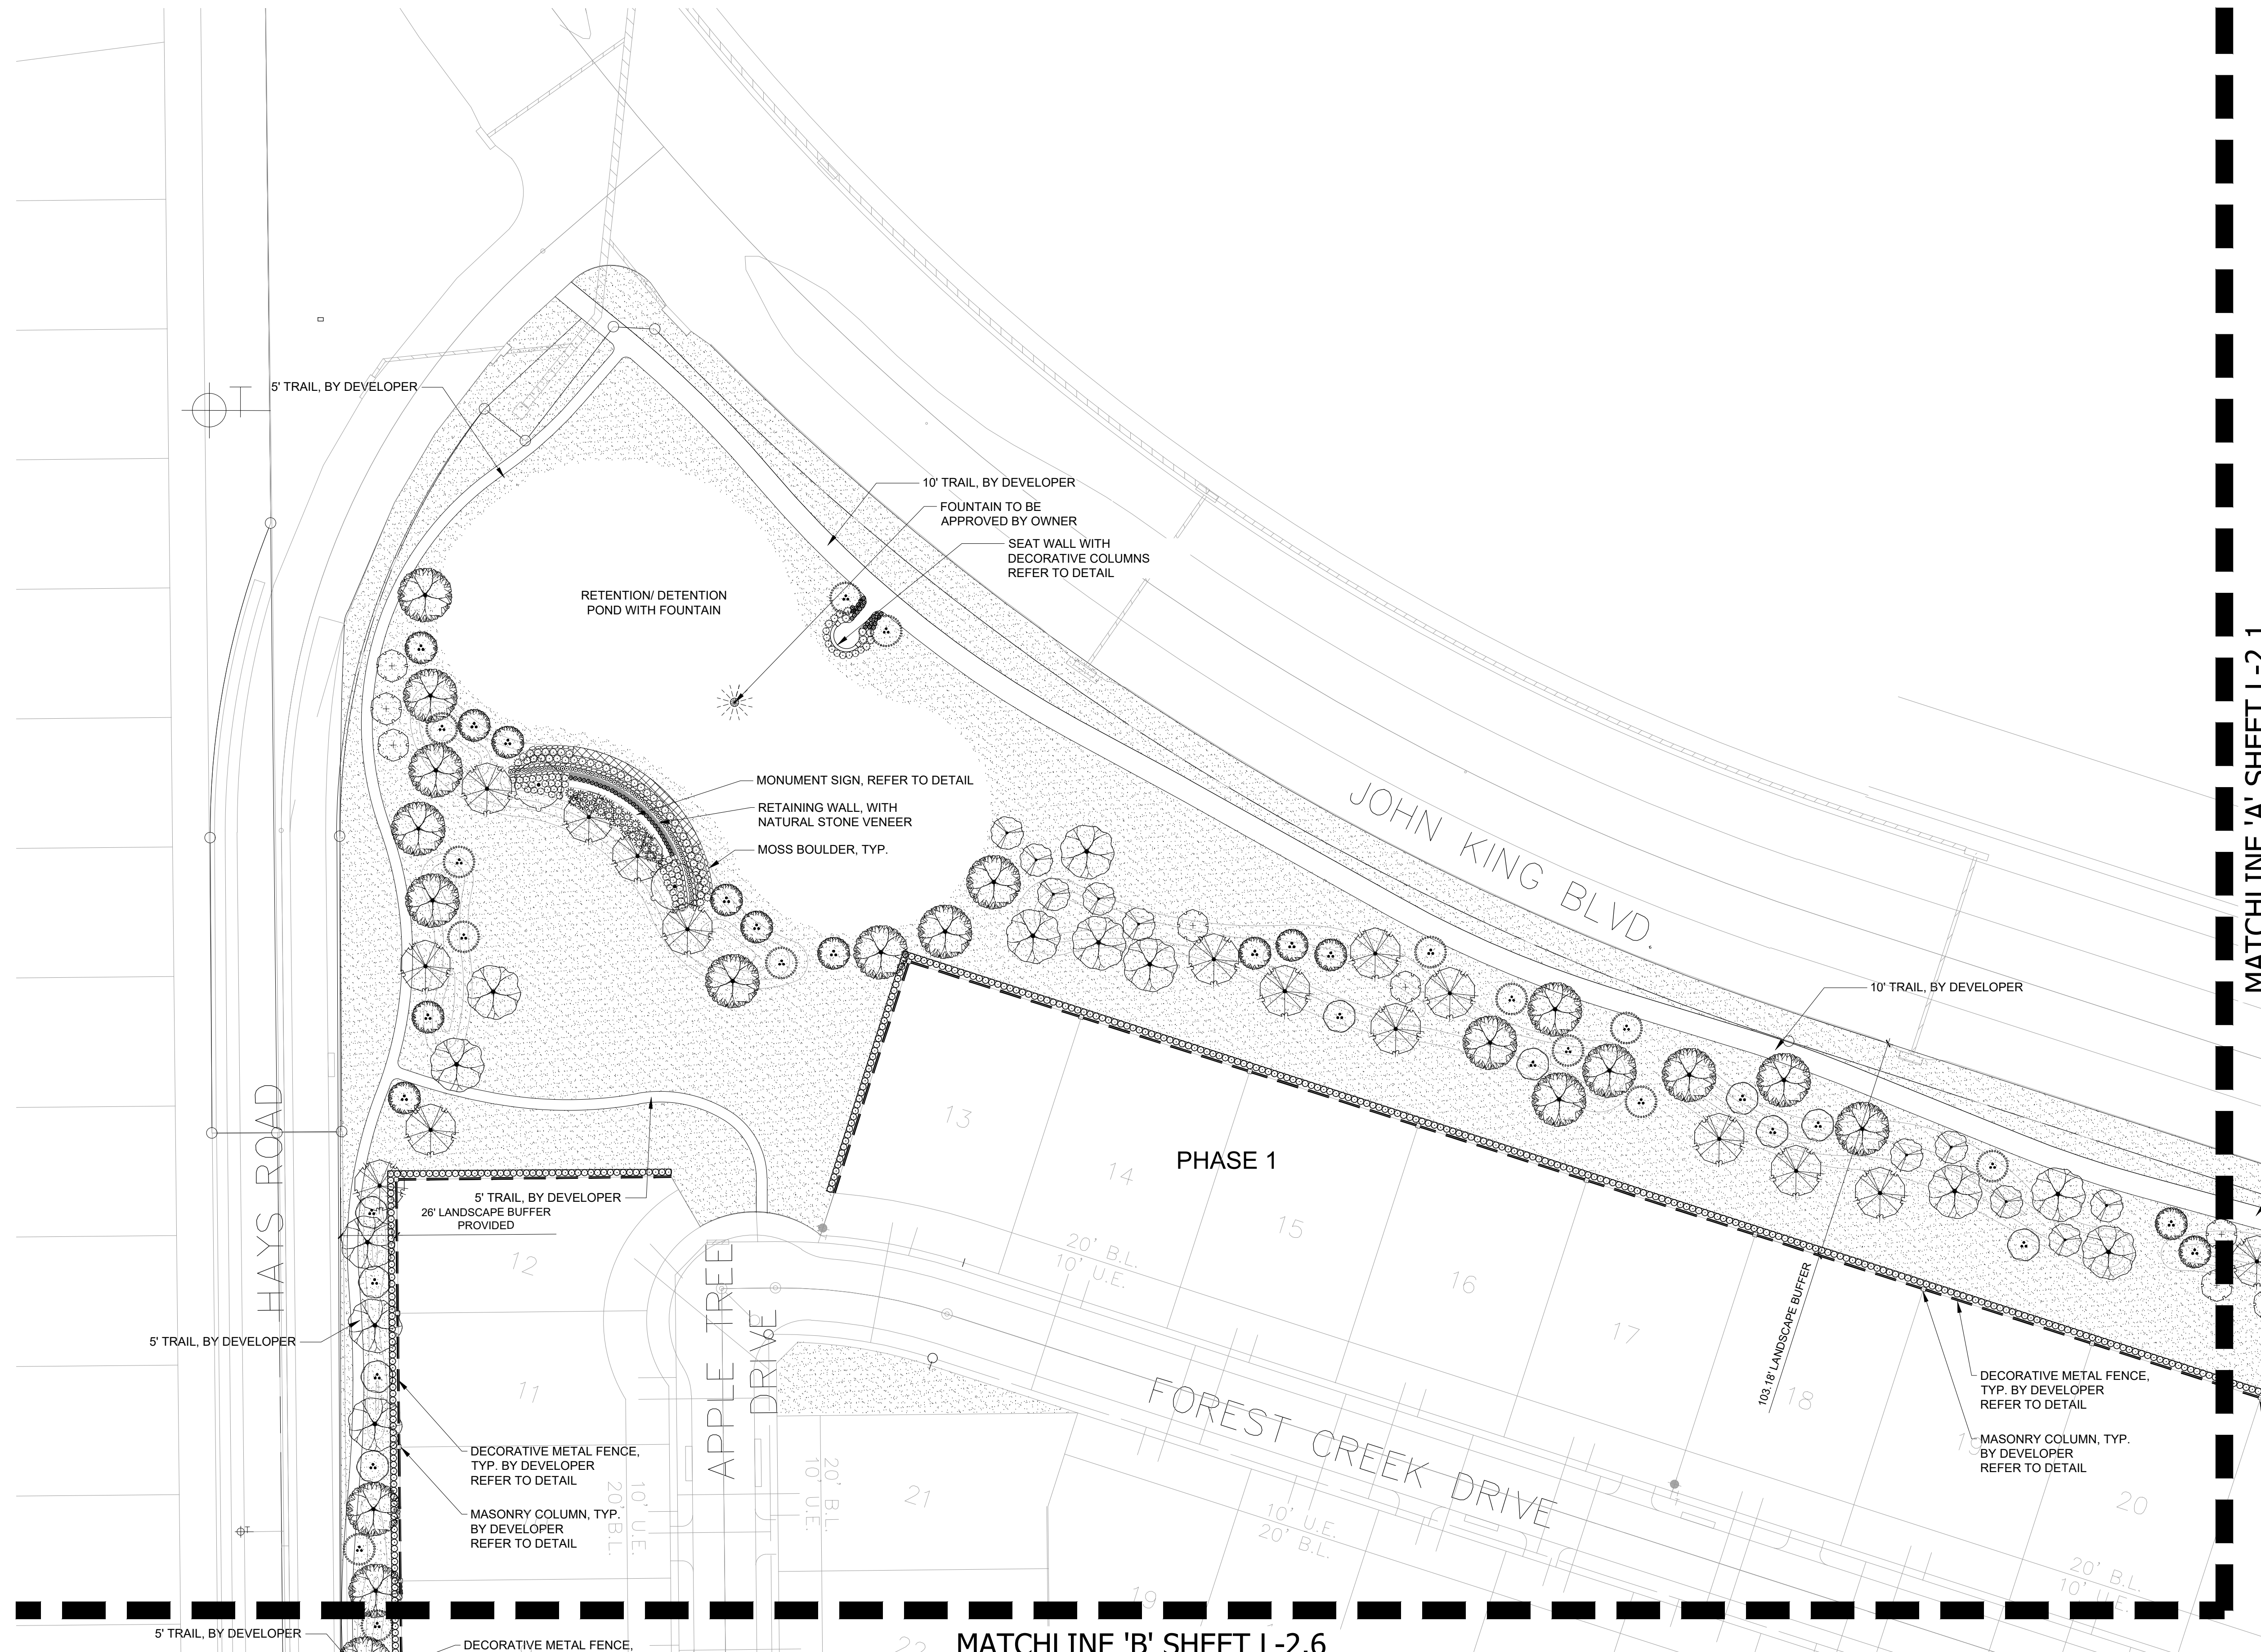 5' TRAIL, BY DEVELOPER
10' TRAIL, BY DEVELOPER
FOUNTAIN TO BE
APPROVED BY OWNER
SEAT WALL WITH
DECORATIVE COLUMNS
REFER TO DETAIL
RETENTION/ DETENTION
POND WITH FOUNTAIN
MONUMENT SIGN, REFER TO DETAIL
RETAINING WALL, WITH
NATURAL STONE VENEER
MOSS BOULDER, TYP.
JOHN KING BLVD.
MATCHLINE 'A' SHEET L-2.1
10' TRAIL, BY DEVELOPER
HAYS ROAD
13
14
PHASE 1
15
16
17
18
19
20
5' TRAIL, BY DEVELOPER
26' LANDSCAPE BUFFER
PROVIDED
12
20' B.L.
10' U.E.
103.18' LANDSCAPE BUFFER
5' TRAIL, BY DEVELOPER
11
APPLE TREE
DRIVE
FOREST CREEK DRIVE
DECORATIVE METAL FENCE,
TYP. BY DEVELOPER
REFER TO DETAIL
MASONRY COLUMN, TYP.
BY DEVELOPER
REFER TO DETAIL
DECORATIVE METAL FENCE,
TYP. BY DEVELOPER
REFER TO DETAIL
MASONRY COLUMN, TYP.
BY DEVELOPER
REFER TO DETAIL
10' U.E.
20' B.L.
20' B.L.
10' U.E.
21
10' U.E.
20' B.L.
20' B.L.
10' U.E.
T
T
19
22
5' TRAIL, BY DEVELOPER
DECORATIVE METAL FENCE,
MATCHLINE 'B' SHEET L-2.6